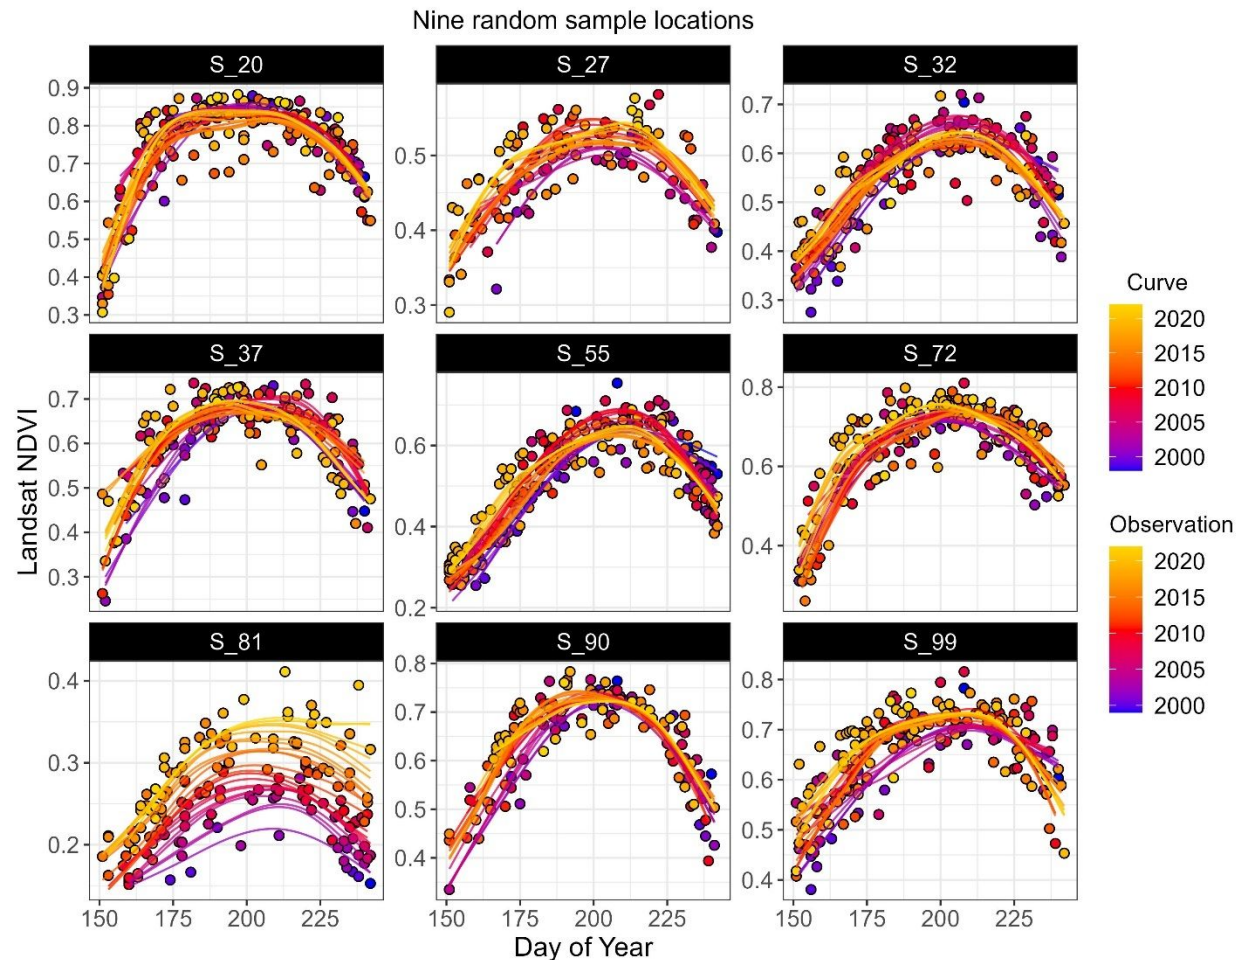 Nine random sample locations
S_20
S_27
S_32
0.9
0.8
0.7
0.6
0.5
0.4
0.3
0.5
0.4
0.3
0.7
0.6
0.5
0.4
0.3
S_37
S_55
S_72
0.7
0.6
0.5
0.4
0.3
0.6
0.4
0.2
0.8
0.6
0.4
S_81
S_90
S_99
0.4
0.3
0.2
0.8
0.7
0.6
0.5
0.4
0.8
0.7
0.6
0.5
0.4
150 175 200 225
150 175 200 225
150 175 200 225
Landsat NDVI
Day of Year
Curve
2020
2015
2010
2005
2000
Observation
2020
2015
2010
2005
2000